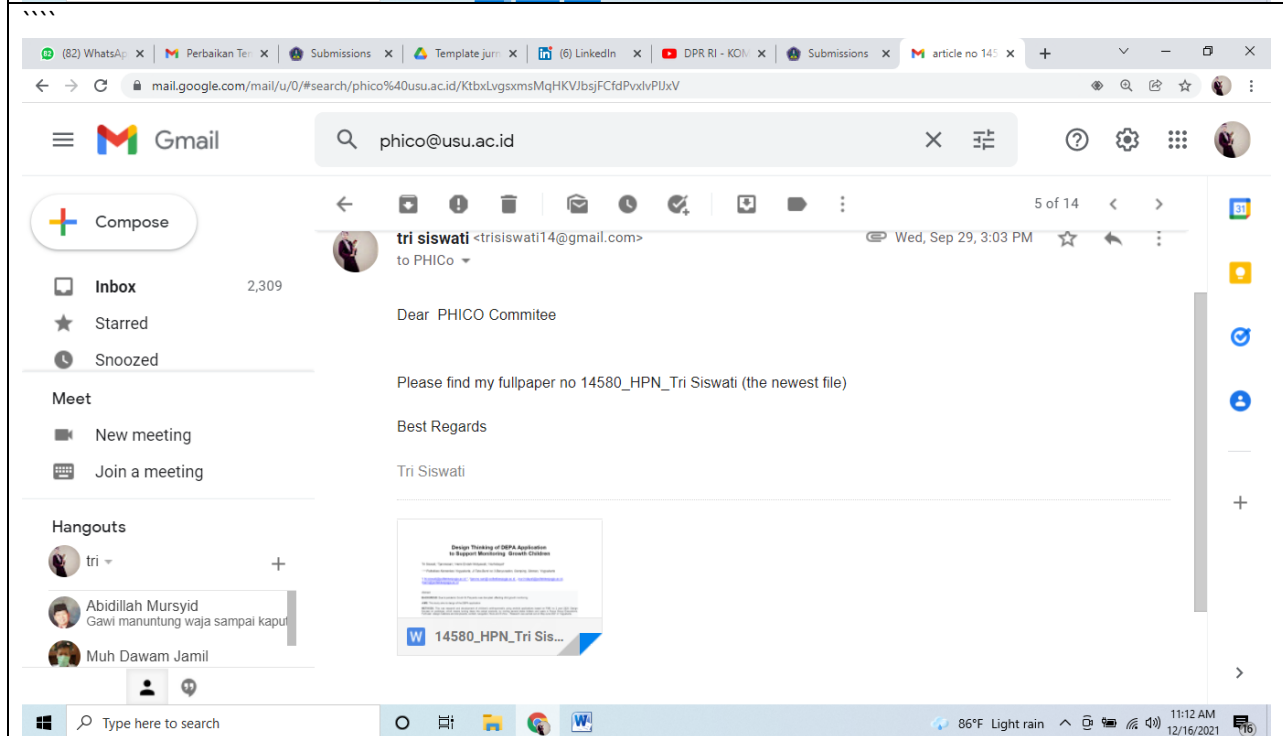 ````
(82) WhatsAp
Perbaikan Ten
Submissions
Template jurn
(6) LinkedIn
DPR RI - KOM
Submissions
article no 145
mail.google.com/mail/u/0/#search/phico%40usu.ac.id/KtbxLvgsxmsMqHKVJbsjFCfdPvxlvPlJxV
Gmail
phico@usu.ac.id
Compose
5 of 14
31
tri siswati <trisiswati14@gmail.com>
Wed, Sep 29, 3:03 PM
to PHICo
Inbox 2,309
Starred
Snoozed
Dear PHICO Commitee
Please find my fullpaper no 14580_HPN_Tri Siswati (the newest file)
Best Regards
Tri Siswati
Meet
New meeting
Join a meeting
Hangouts
tri
Abidillah Mursyid
Gawi manuntung waja sampai kaput
Muh Dawam Jamil
Design Thinking of DEPA Application
to Support Monitoring Growth Children
W 14580_HPN_Tri Sis...
Type here to search
86°F Light rain
11:12 AM
12/16/2021
16